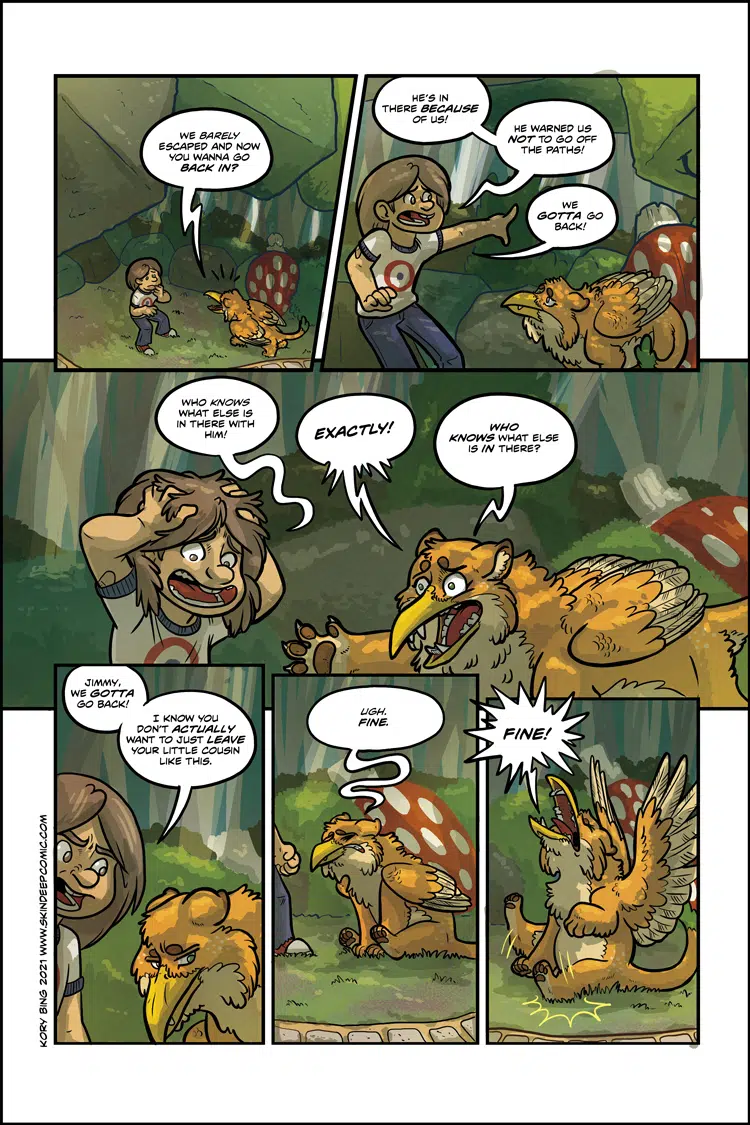 WE BARELY
ESCAPED AND NOW
YOU WANNA GO
BACK IN?
HE'S IN
THERE BECAUSE
OF US!
HE WARNED US
NOT TO GO OFF
THE PATHS!
WE
GOTTA GO
BACK!
WHO KNOWS
WHAT ELSE IS
IN THERE WITH
HIM!
EXACTLY!
WHO
KNOWS WHAT ELSE
IS IN THERE?
JIMMY,
WE GOTTA
GO BACK!
I KNOW YOU
DON'T ACTUALLY
WANT TO JUST LEAVE
YOUR LITTLE COUSIN
LIKE THIS.
UGH.
FINE.
FINE!
KORY BING 2021 WWW.SKINDEEPCOMIC.COM